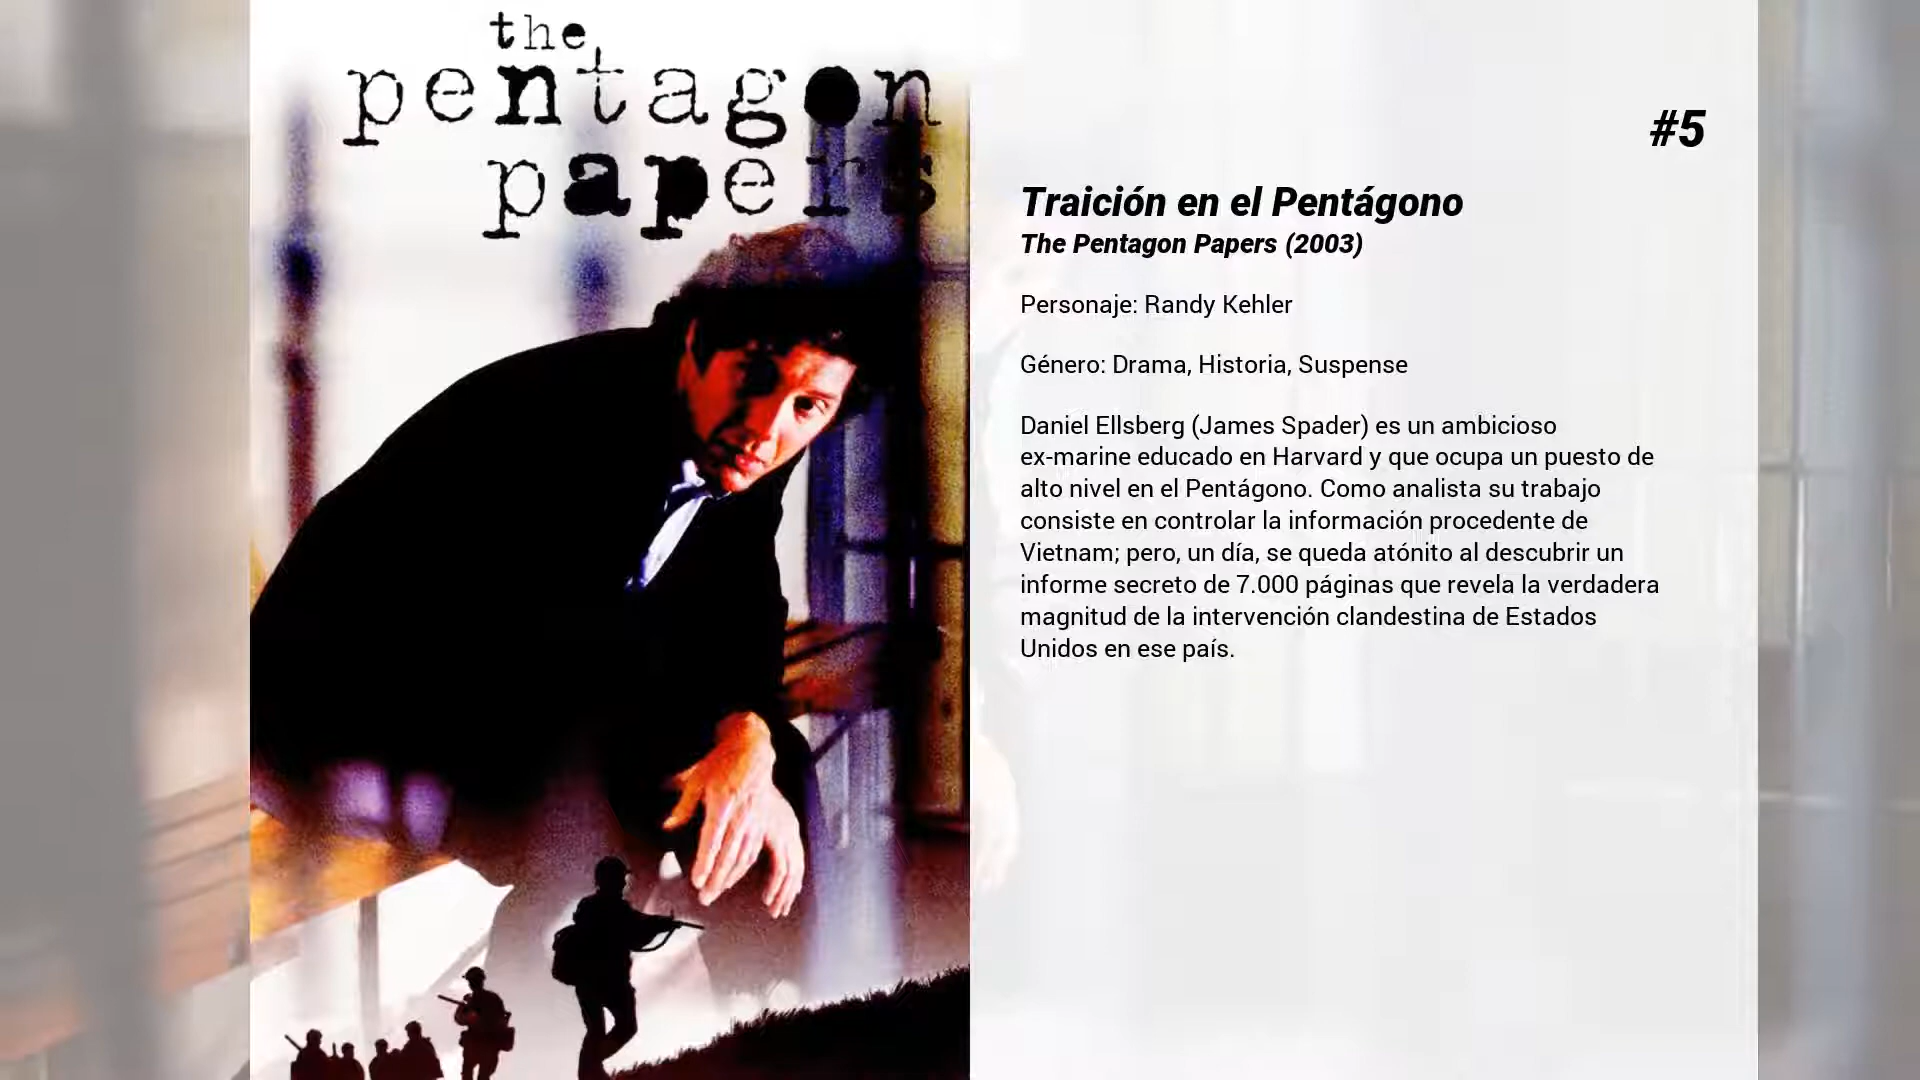 the
pentagon
papers
#5
Traición en el Pentágono
The Pentagon Papers (2003)
Personaje: Randy Kehler
Género: Drama, Historia, Suspense
Daniel Ellsberg (James Spader) es un ambicioso
ex-marine educado en Harvard y que ocupa un puesto de
alto nivel en el Pentágono. Como analista su trabajo
consiste en controlar la información procedente de
Vietnam; pero, un día, se queda atónito al descubrir un
informe secreto de 7.000 páginas que revela la verdadera
magnitud de la intervención clandestina de Estados
Unidos en ese país.